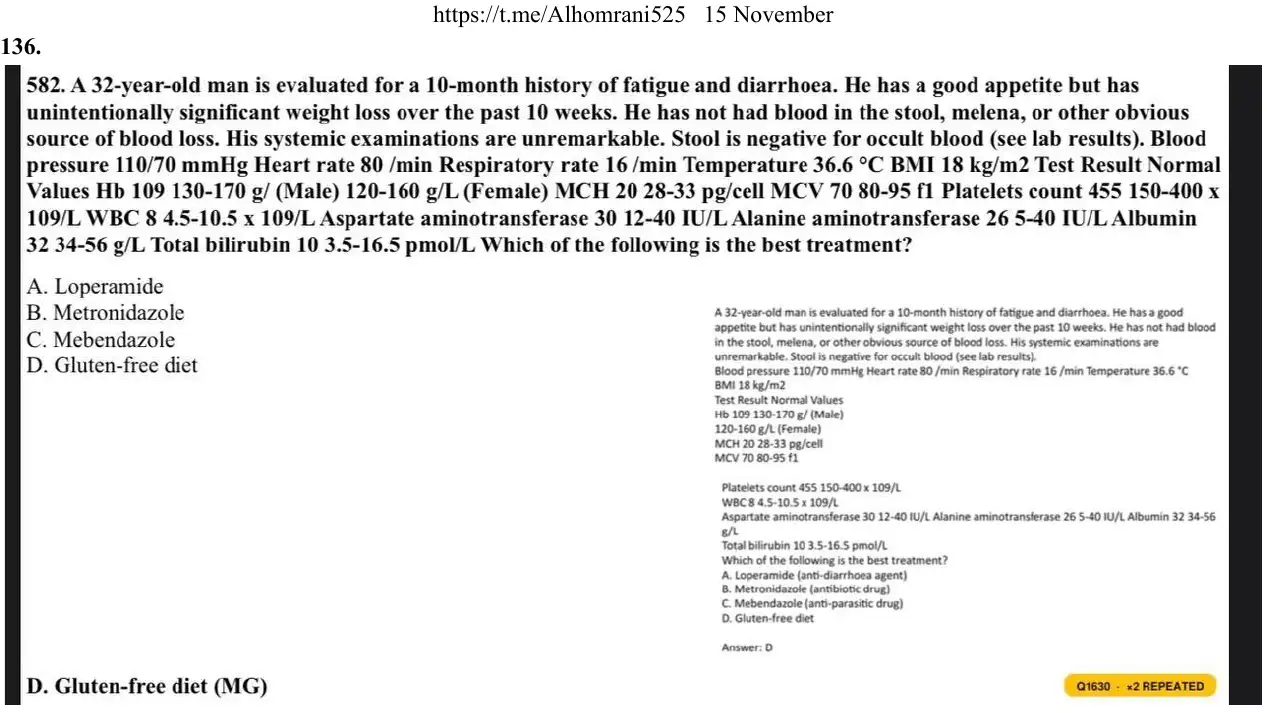 https://t.me/Alhomrani525 15 November
136.
582. A 32-year-old man is evaluated for a 10-month history of fatigue and diarrhoea. He has a good appetite but has
unintentionally significant weight loss over the past 10 weeks. He has not had blood in the stool, melena, or other obvious
source of blood loss. His systemic examinations are unremarkable. Stool is negative for occult blood (see lab results). Blood
pressure 110/70 mmHg Heart rate 80 /min Respiratory rate 16 /min Temperature 36.6 °C BMI 18 kg/m2 Test Result Normal
Values Hb 109 130-170 g/ (Male) 120-160 g/L (Female) MCH 20 28-33 pg/cell MCV 70 80-95 f1 Platelets count 455 150-400 x
109/L WBC 8 4.5-10.5 x 109/L Aspartate aminotransferase 30 12-40 IU/L Alanine aminotransferase 26 5-40 IU/L Albumin
32 34-56 g/L Total bilirubin 10 3.5-16.5 pmol/L Which of the following is the best treatment?
A. Loperamide
B. Metronidazole
C. Mebendazole
D. Gluten-free diet
A 32-year-old man is evaluated for a 10-month history of fatigue and diarrhoea. He has a good
appetite but has unintentionally significant weight loss over the past 10 weeks. He has not had blood
in the stool, melena, or other obvious source of blood loss. His systemic examinations are
unremarkable. Stool is negative for occult blood (see lab results).
Blood pressure 110/70 mmHg Heart rate 80 /min Respiratory rate 16 /min Temperature 36.6 °C
BMI 18 kg/m2
Test Result Normal Values
Hb 109 130-170 g/ (Male)
120-160 g/L (Female)
MCH 20 28-33 pg/cell
MCV 70 80-95 f1
Platelets count 455 150-400 x 109/L
WBC 8 4.5-10.5 x 109/L
Aspartate aminotransferase 30 12-40 IU/L Alanine aminotransferase 26 5-40 IU/L Albumin 32 34-56
g/L
Total bilirubin 10 3.5-16.5 pmol/L
Which of the following is the best treatment?
A. Loperamide (anti-diarrhoea agent)
B. Metronidazole (antibiotic drug)
C. Mebendazole (anti-parasitic drug)
D. Gluten-free diet
Answer: D
D. Gluten-free diet (MG)
Q1630 - ×2 REPEATED